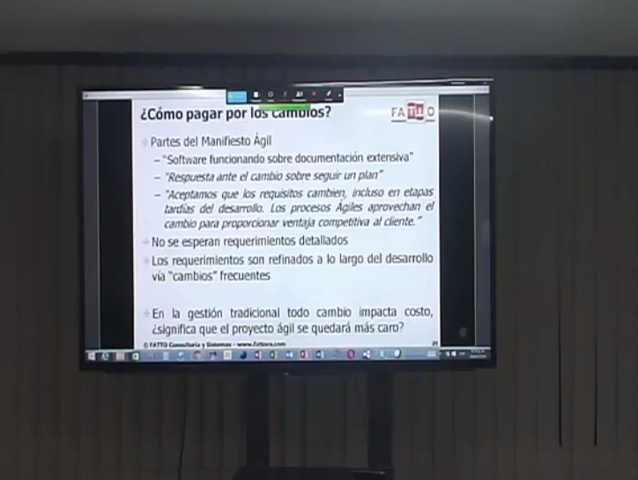 ¿Cómo pagar por los cambios?
FATTO
Partes del Manifiesto Ágil
– "Software funcionando sobre documentación extensiva"
– "Respuesta ante el cambio sobre seguir un plan"
– "Aceptamos que los requisitos cambien, incluso en etapas
tardías del desarrollo. Los procesos Ágiles aprovechan el
cambio para proporcionar ventaja competitiva al cliente."
No se esperan requerimientos detallados
Los requerimientos son refinados a lo largo del desarrollo
vía "cambios" frecuentes
En la gestión tradicional todo cambio impacta costo,
¿significa que el proyecto ágil se quedará más caro?
© FATTO Consultoría y Sistemas - www.fattocs.com